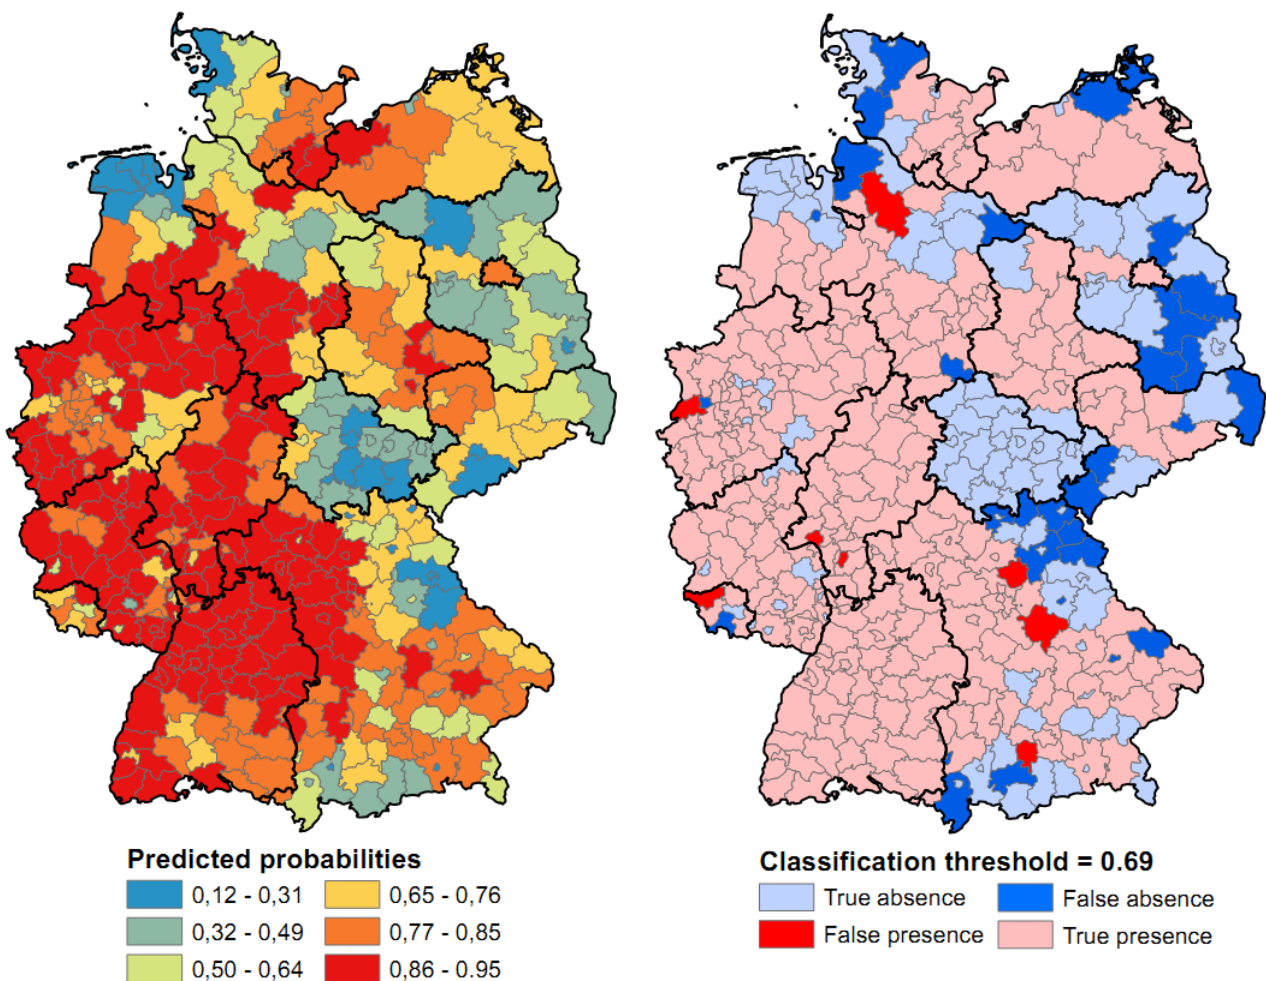 Predicted probabilities
0,12 - 0,31
0,65 - 0,76
0,32 - 0,49
0,77 - 0,85
0,50 - 0,64
0,86 - 0.95
Classification threshold = 0.69
True absence
False absence
False presence
True presence